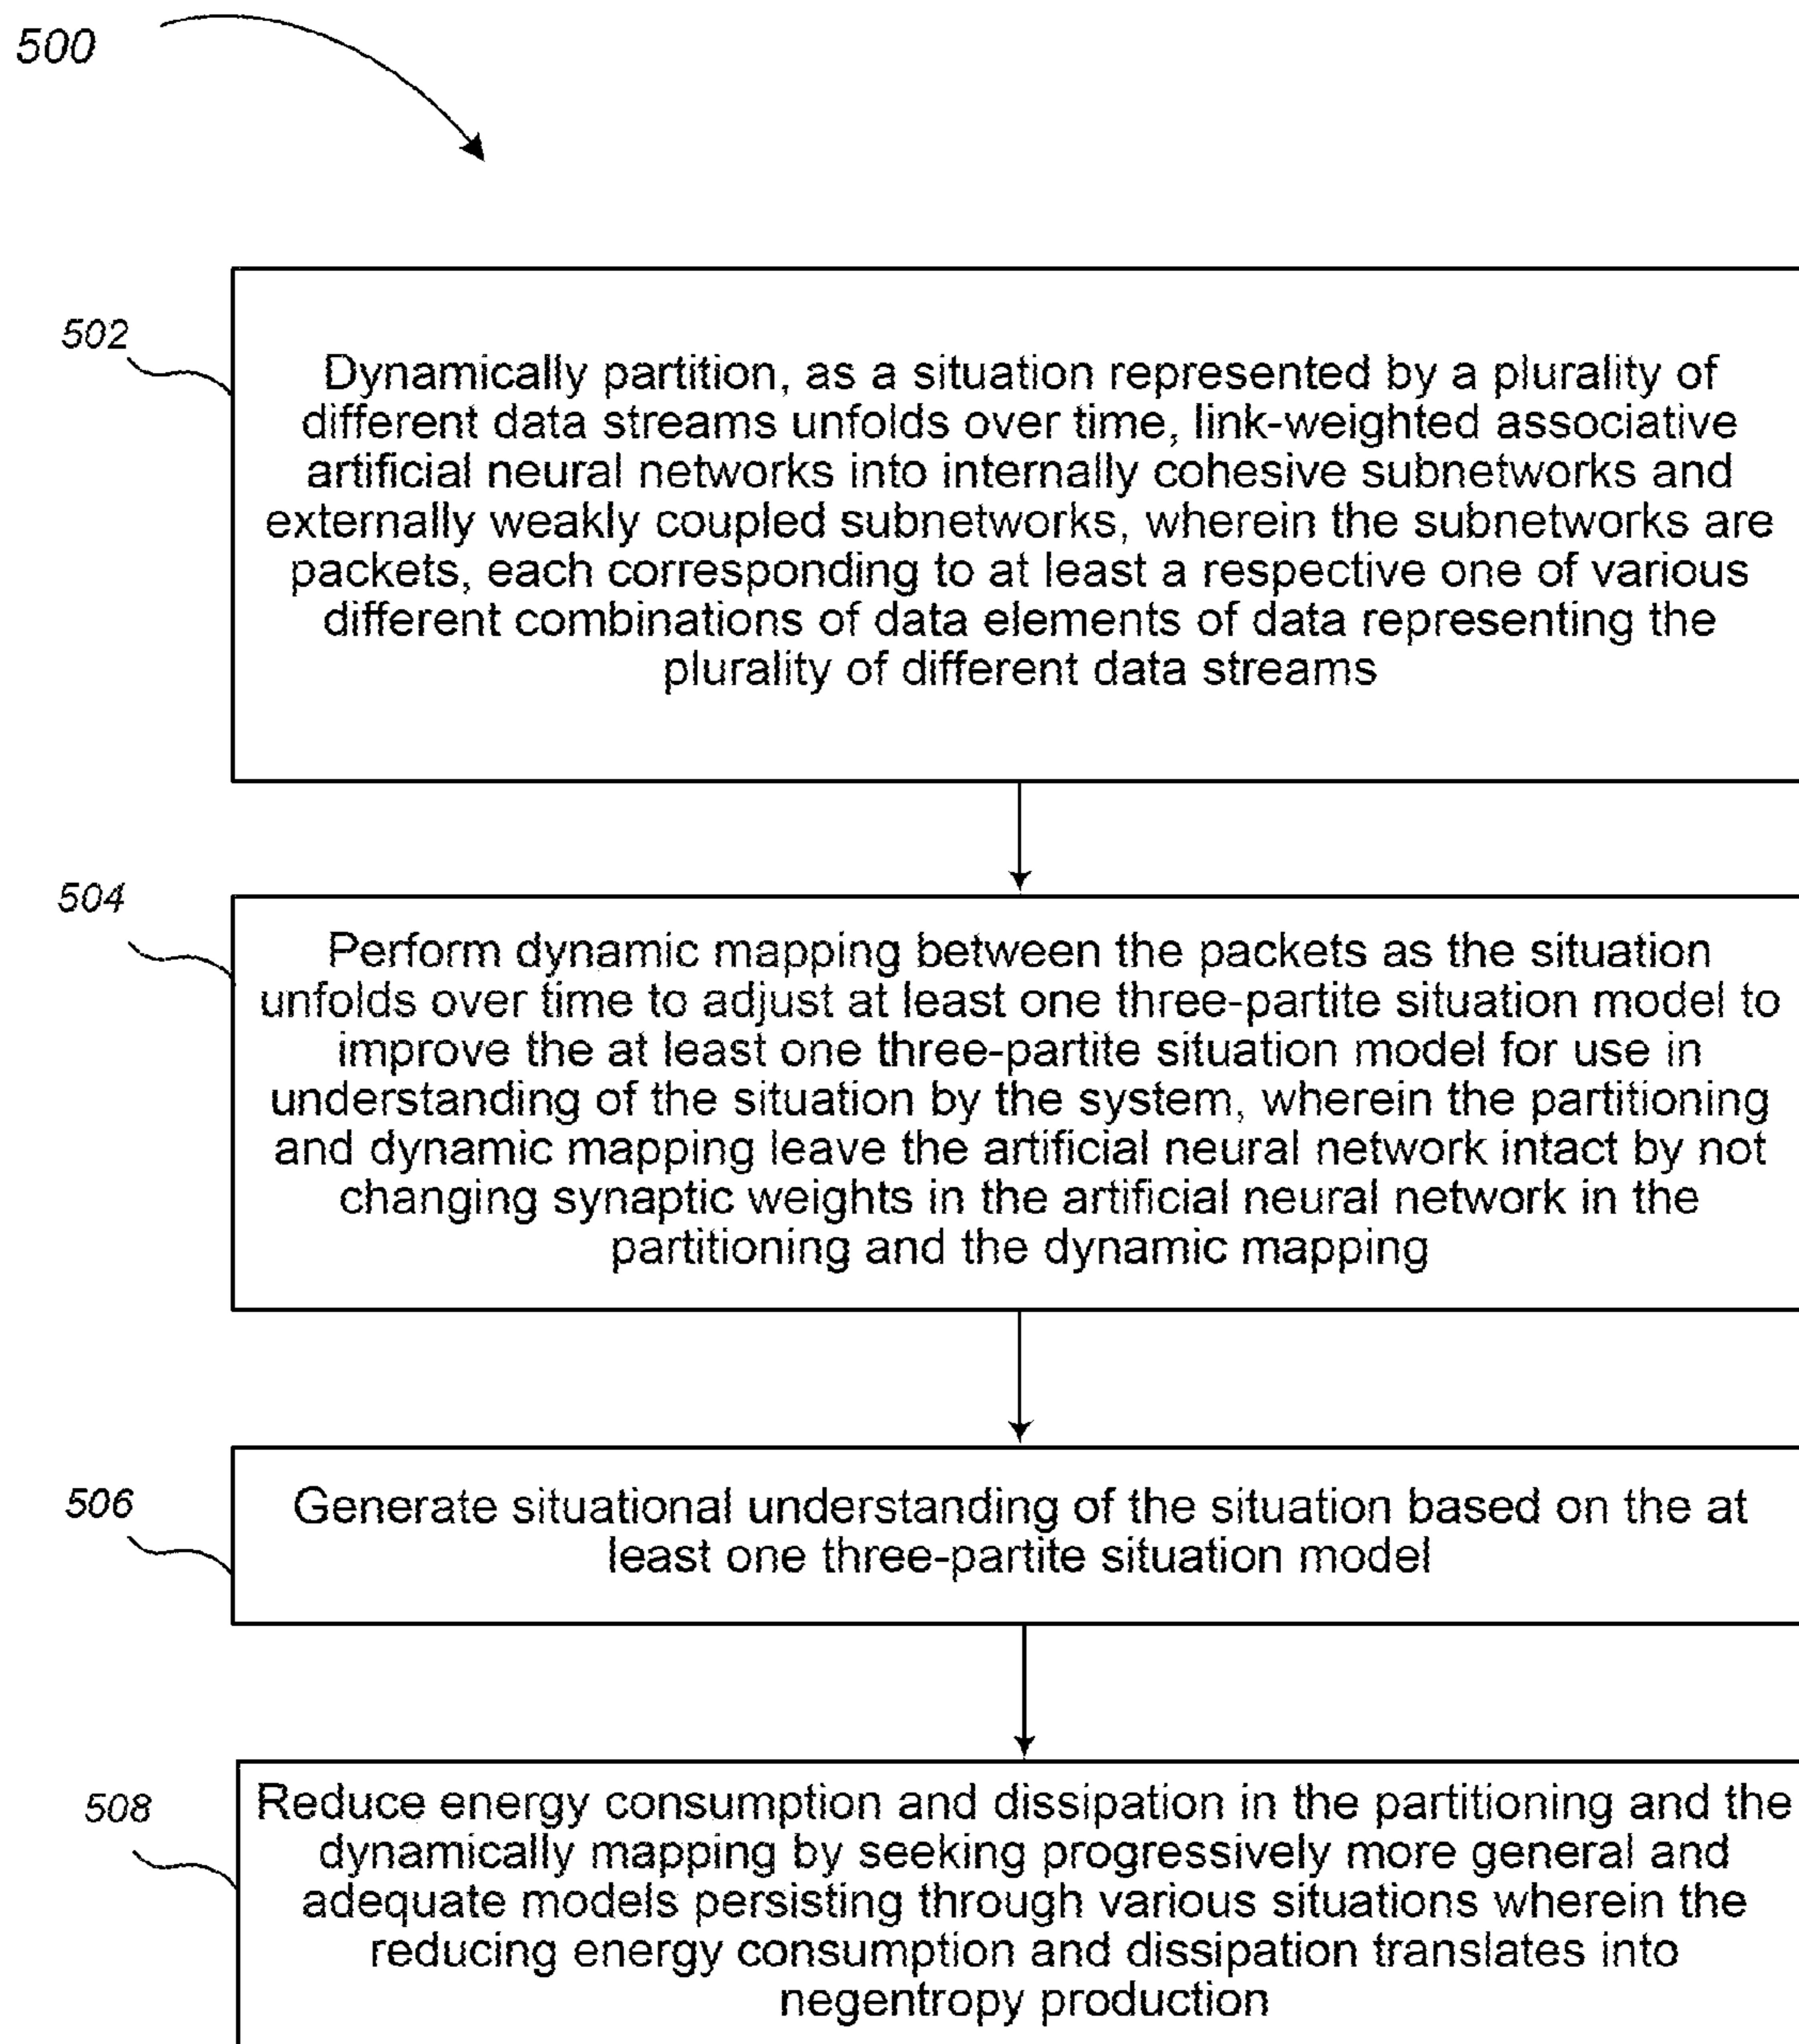 500
502
Dynamically partition, as a situation represented by a plurality of
different data streams unfolds over time, link-weighted associative
artificial neural networks into internally cohesive subnetworks and
externally weakly coupled subnetworks, wherein the subnetworks are
packets, each corresponding to at least a respective one of various
different combinations of data elements of data representing the
plurality of different data streams
504
Perform dynamic mapping between the packets as the situation
unfolds over time to adjust at least one three-partite situation model to
improve the at least one three-partite situation model for use in
understanding of the situation by the system, wherein the partitioning
and dynamic mapping leave the artificial neural network intact by not
changing synaptic weights in the artificial neural network in the
partitioning and the dynamic mapping
506
Generate situational understanding of the situation based on the at
least one three-partite situation model
508
Reduce energy consumption and dissipation in the partitioning and the
dynamically mapping by seeking progressively more general and
adequate models persisting through various situations wherein the
reducing energy consumption and dissipation translates into
negentropy production